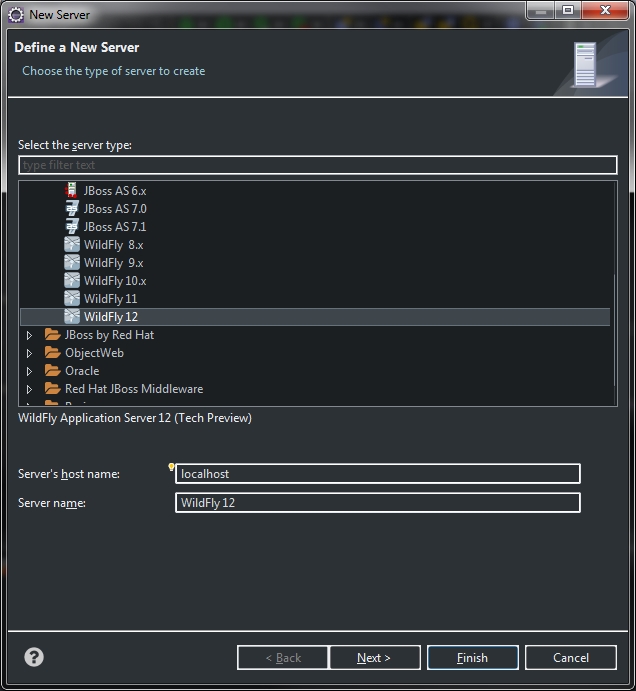 New Server
Define a New Server
Choose the type of server to create
Select the server type:
type filter text
JBoss AS 6.x
JBoss AS 7.0
JBoss AS 7.1
WildFly 8.x
WildFly 9.x
WildFly 10.x
WildFly 11
WildFly 12
JBoss by Red Hat
ObjectWeb
Oracle
Red Hat JBoss Middleware
WildFly Application Server 12 (Tech Preview)
Server's host name:
localhost
Server name:
WildFly 12
?
< Back
Next >
Finish
Cancel